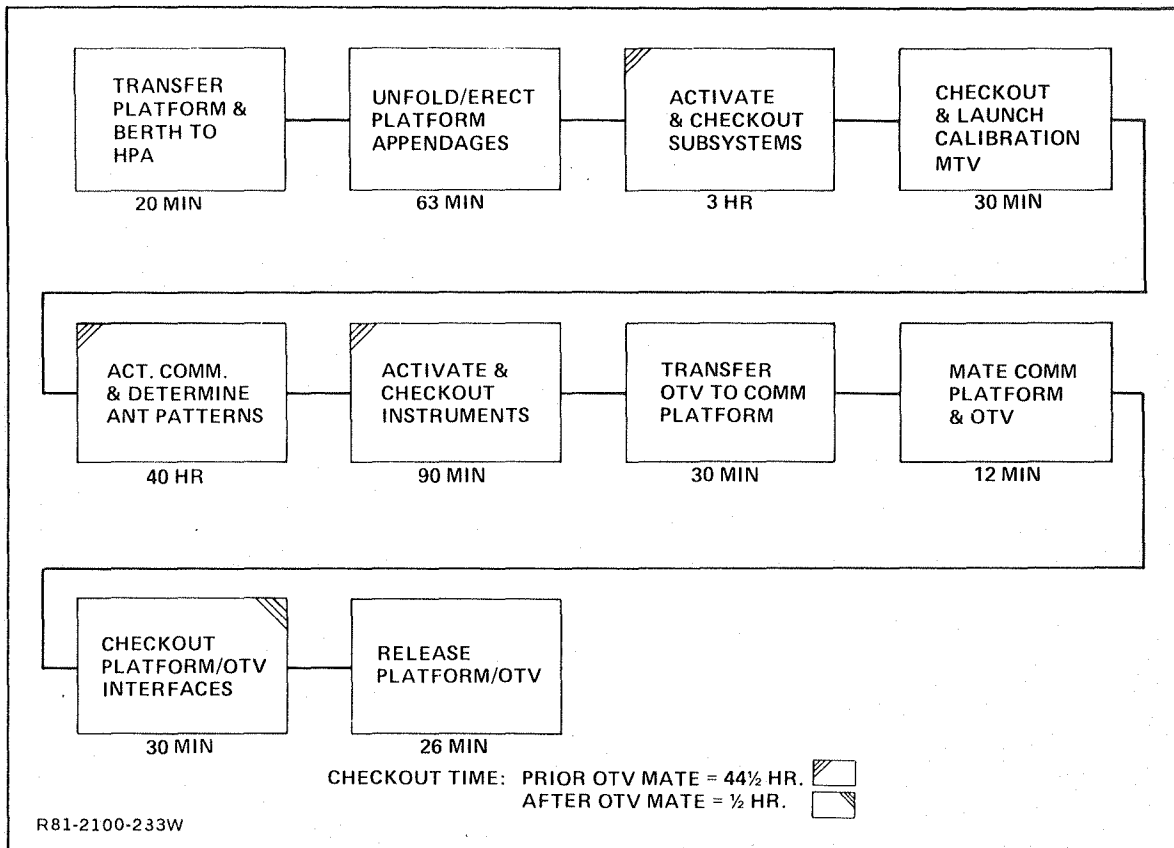 TRANSFER
PLATFORM &
BERTH TO
HPA
20 MIN
UNFOLD/ERECT
PLATFORM
APPENDAGES
63 MIN
ACTIVATE
& CHECKOUT
SUBSYSTEMS
3 HR
CHECKOUT
& LAUNCH
CALIBRATION
MTV
30 MIN
ACT. COMM.
& DETERMINE
ANT PATTERNS
40 HR
ACTIVATE &
CHECKOUT
INSTRUMENTS
90 MIN
TRANSFER
OTV TO COMM
PLATFORM
30 MIN
MATE COMM
PLATFORM
& OTV
12 MIN
CHECKOUT
PLATFORM/OTV
INTERFACES
30 MIN
RELEASE
PLATFORM/OTV
26 MIN
CHECKOUT TIME: PRIOR OTV MATE = 44½ HR.
AFTER OTV MATE = ½ HR.
R81-2100-233W